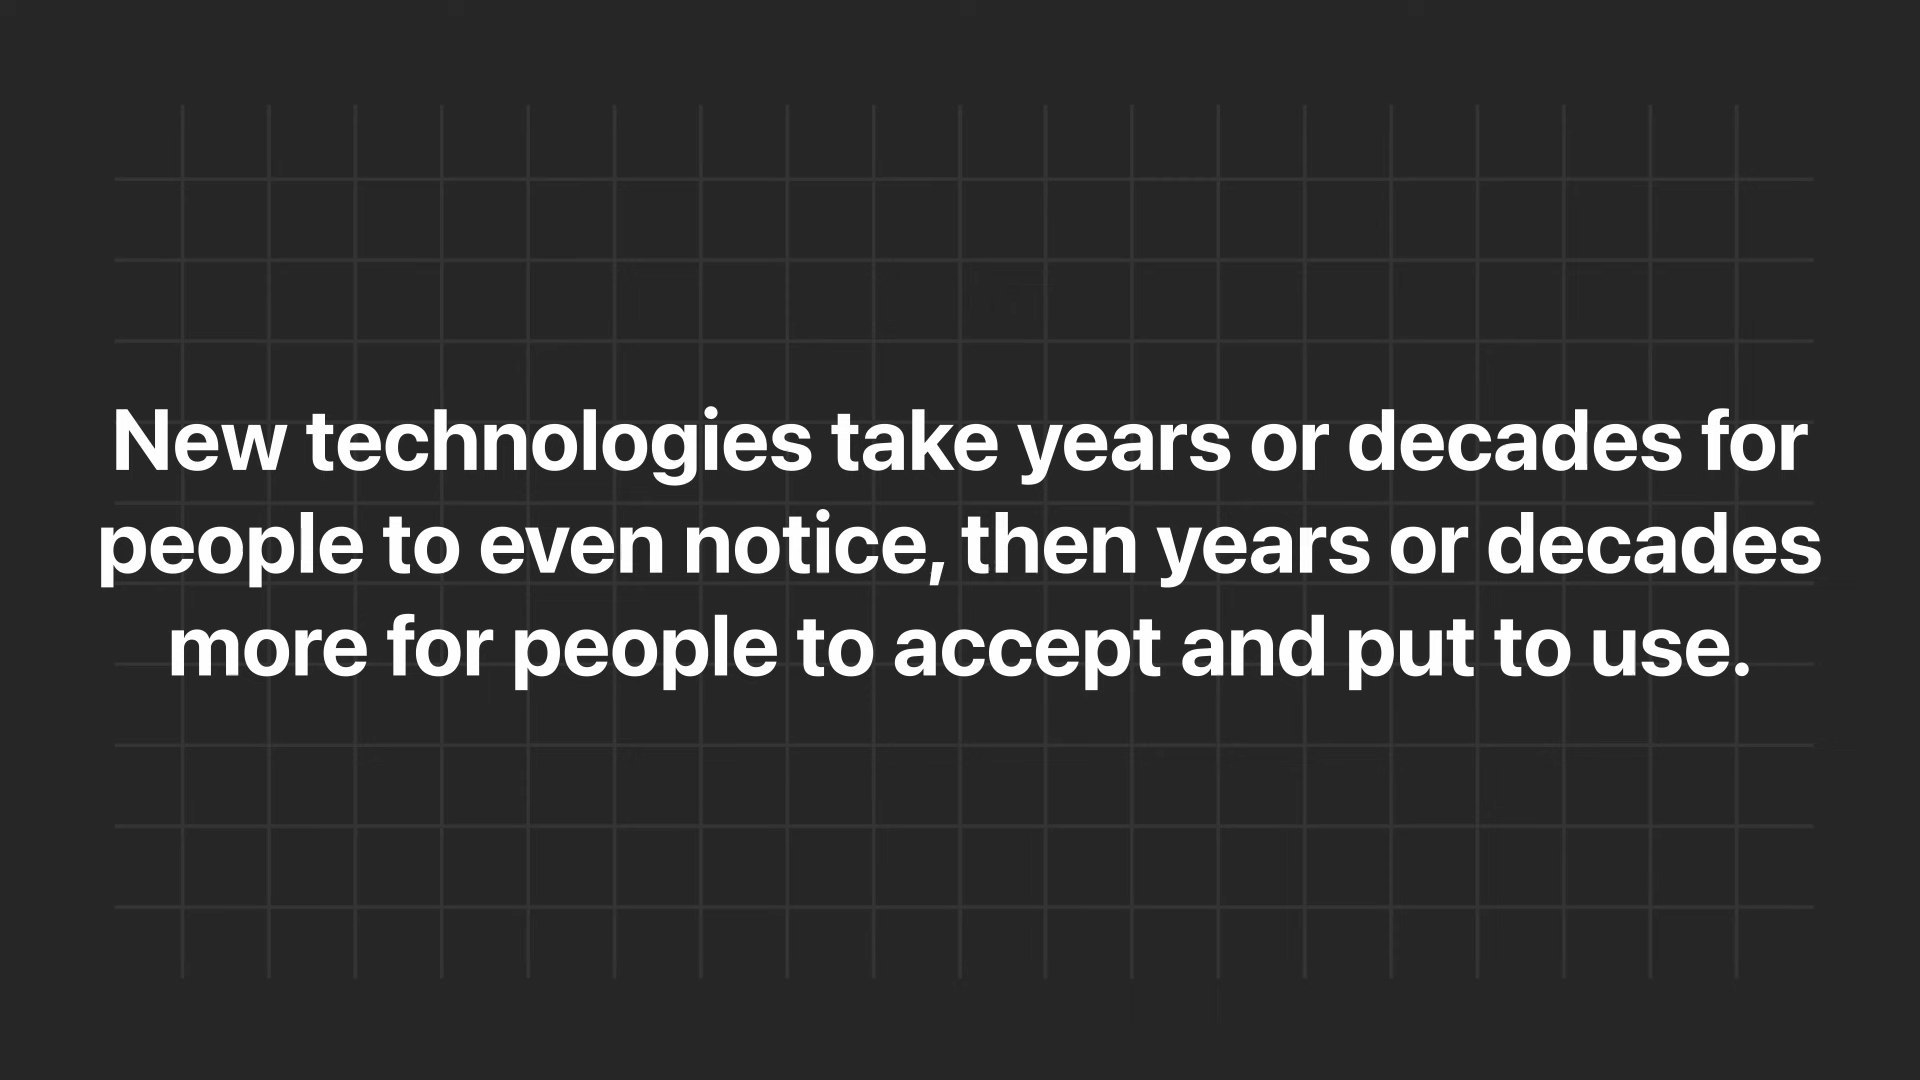 New technologies take years or decades for
people to even notice, then years or decades
more for people to accept and put to use.